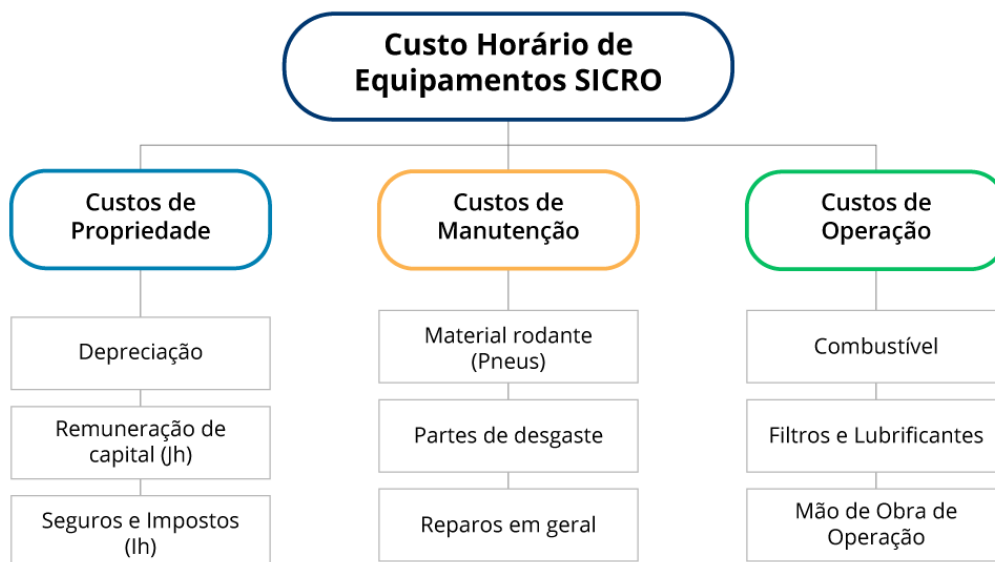 Custo Horário de
Equipamentos SICRO
Custos de
Propriedade
Depreciação
Remuneração de
capital (Jh)
Seguros e Impostos
(Ih)
Custos de
Manutenção
Material rodante
(Pneus)
Partes de desgaste
Reparos em geral
Custos de
Operação
Combustível
Filtros e Lubrificantes
Mão de Obra de
Operação